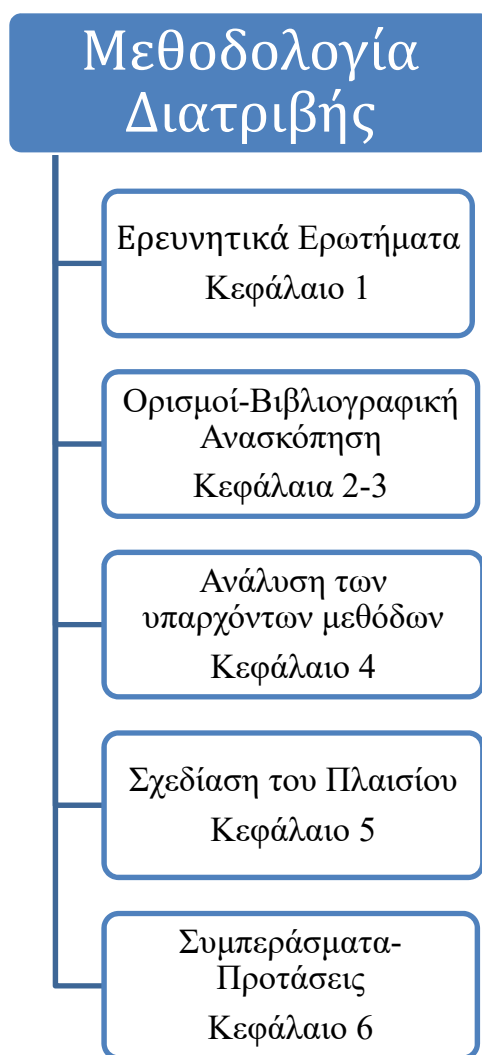 Μεθοδολογία
Διατριβής
Ερευνητικά Ερωτήματα
Κεφάλαιο 1
Ορισμοί-Βιβλιογραφική
Ανασκόπηση
Κεφάλαια 2-3
Ανάλυση των
υπαρχόντων μεθόδων
Κεφάλαιο 4
Σχεδίαση του Πλαισίου
Κεφάλαιο 5
Συμπεράσματα-
Προτάσεις
Κεφάλαιο 6